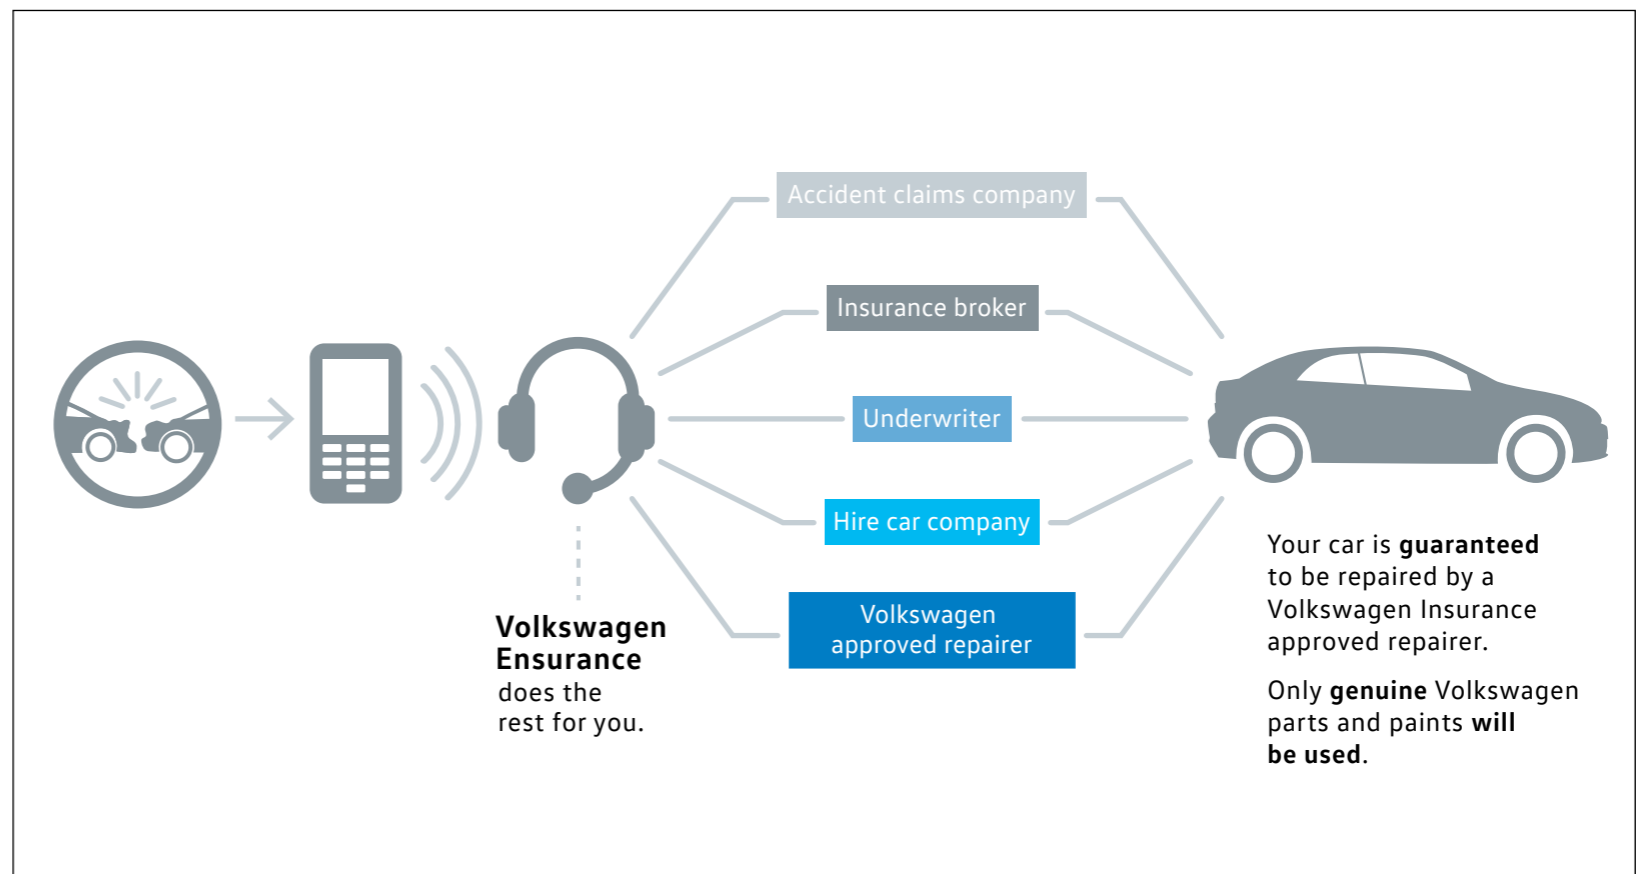 Accident claims company
Insurance broker
Underwriter
Hire car company
Volkswagen
approved repairer
Volkswagen
Ensurance
does the
rest for you.
Your car is guaranteed
to be repaired by a
Volkswagen Insurance
approved repairer.
Only genuine Volkswagen
parts and paints will
be used.